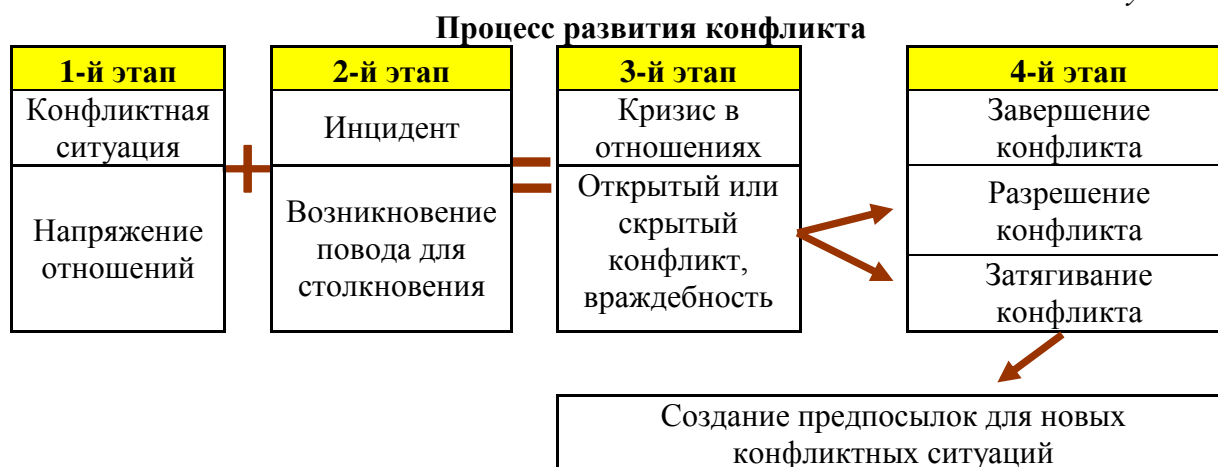 Процесс развития конфликта
1-й этап
Конфликтная
ситуация
Напряжение
отношений
+
2-й этап
Инцидент
Возникновение
повода для
столкновения
=
3-й этап
Кризис в
отношениях
Открытый или
скрытый
конфликт,
враждебность
4-й этап
Завершение
конфликта
Разрешение
конфликта
Затягивание
конфликта
Создание предпосылок для новых
конфликтных ситуаций